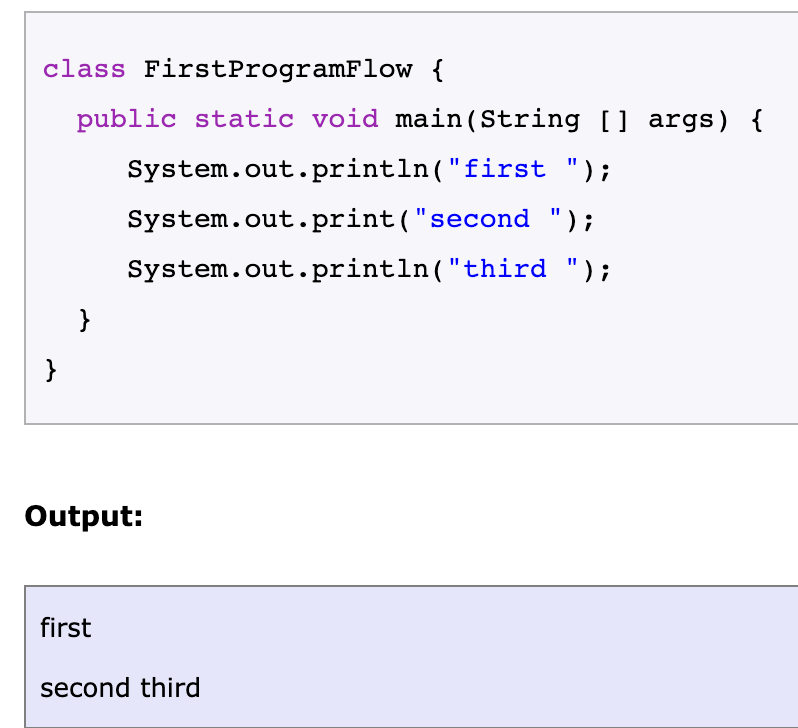 class FirstProgramFlow {
  public static void main(String [] args) {
     System.out.println("first ");
     System.out.print("second ");
     System.out.println("third ");
  }
}
Output:
first
second third